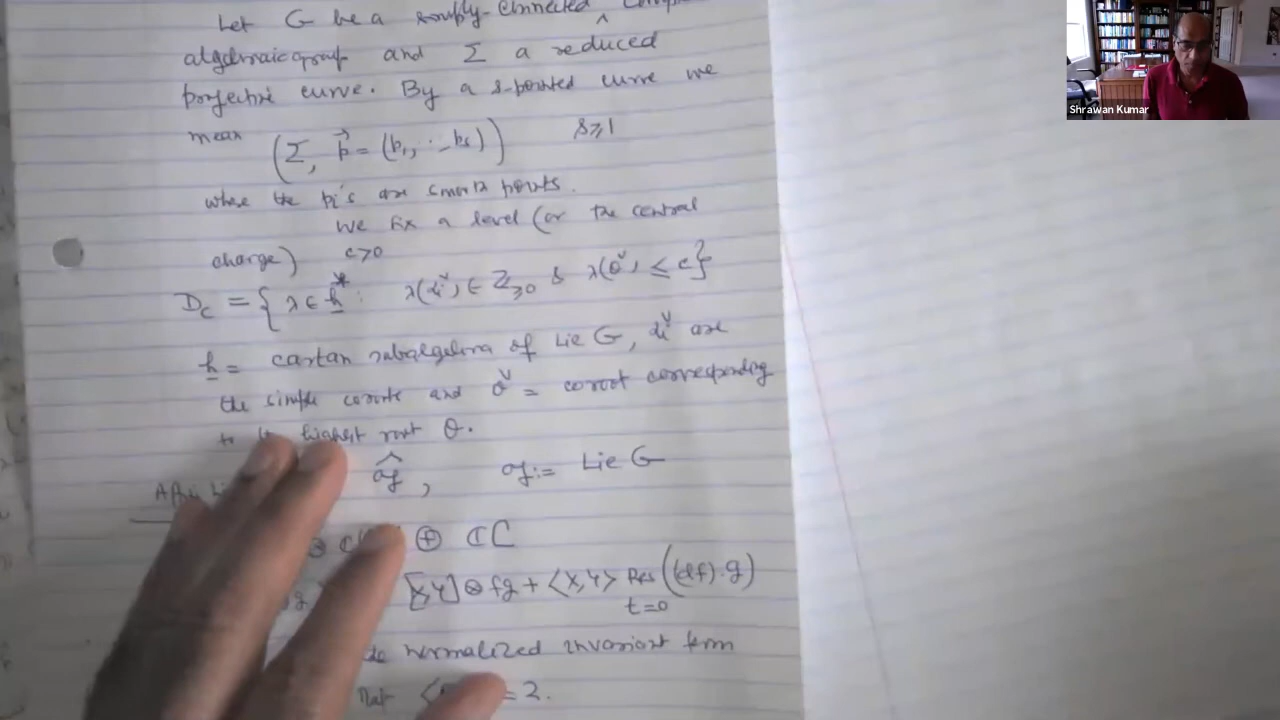 Let G be a simply-connected
algebraic group and Σ a reduced
projective curve. By a s-pointed curve we
mean (Σ, p⃗ = (p₁, ..., pₛ)) s≥1
where the pᵢ's are smooth points.
We fix a level (or the central
charge) c>0
D_c = {λ ∈ h* : λ(αᵢ^∨) ∈ Z≥0 & λ(θ^∨) ≤ c}
h = cartan subalgebra of Lie G, αᵢ^∨ are
the simple coroots and θ^∨ = coroot corresponding
to the highest root θ.
ĝ, g := Lie G
⊕ ℂC
[x,y]⊗fg + <x,y> Res_{t=0} ((df).g)
normalized invariant form
that = 2.
Shrawan Kumar